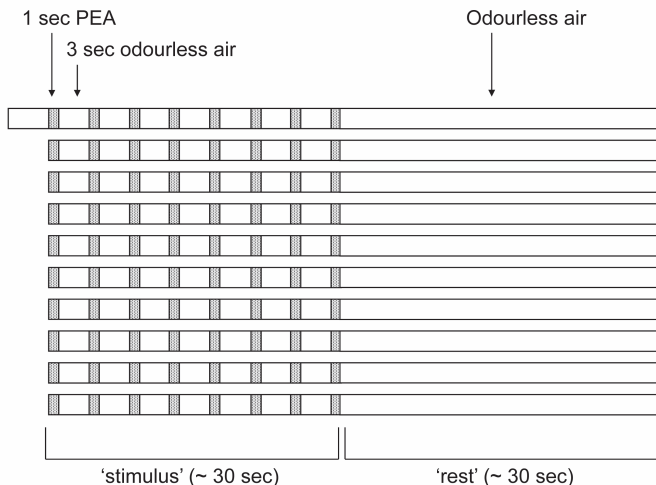 1 sec PEA
Odourless air
3 sec odourless air
‘stimulus’ (~ 30 sec)
‘rest’ (~ 30 sec)